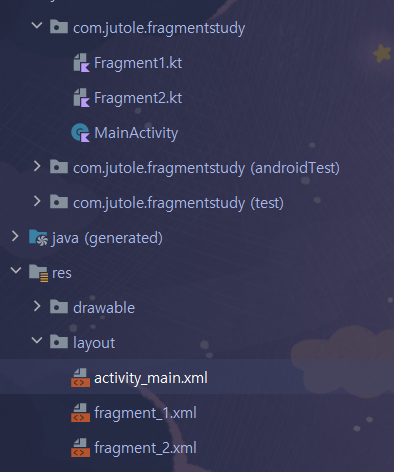 com.jutole.fragmentstudy
Fragment1.kt
Fragment2.kt
MainActivity
com.jutole.fragmentstudy (androidTest)
com.jutole.fragmentstudy (test)
java (generated)
res
drawable
layout
activity_main.xml
fragment_1.xml
fragment_2.xml